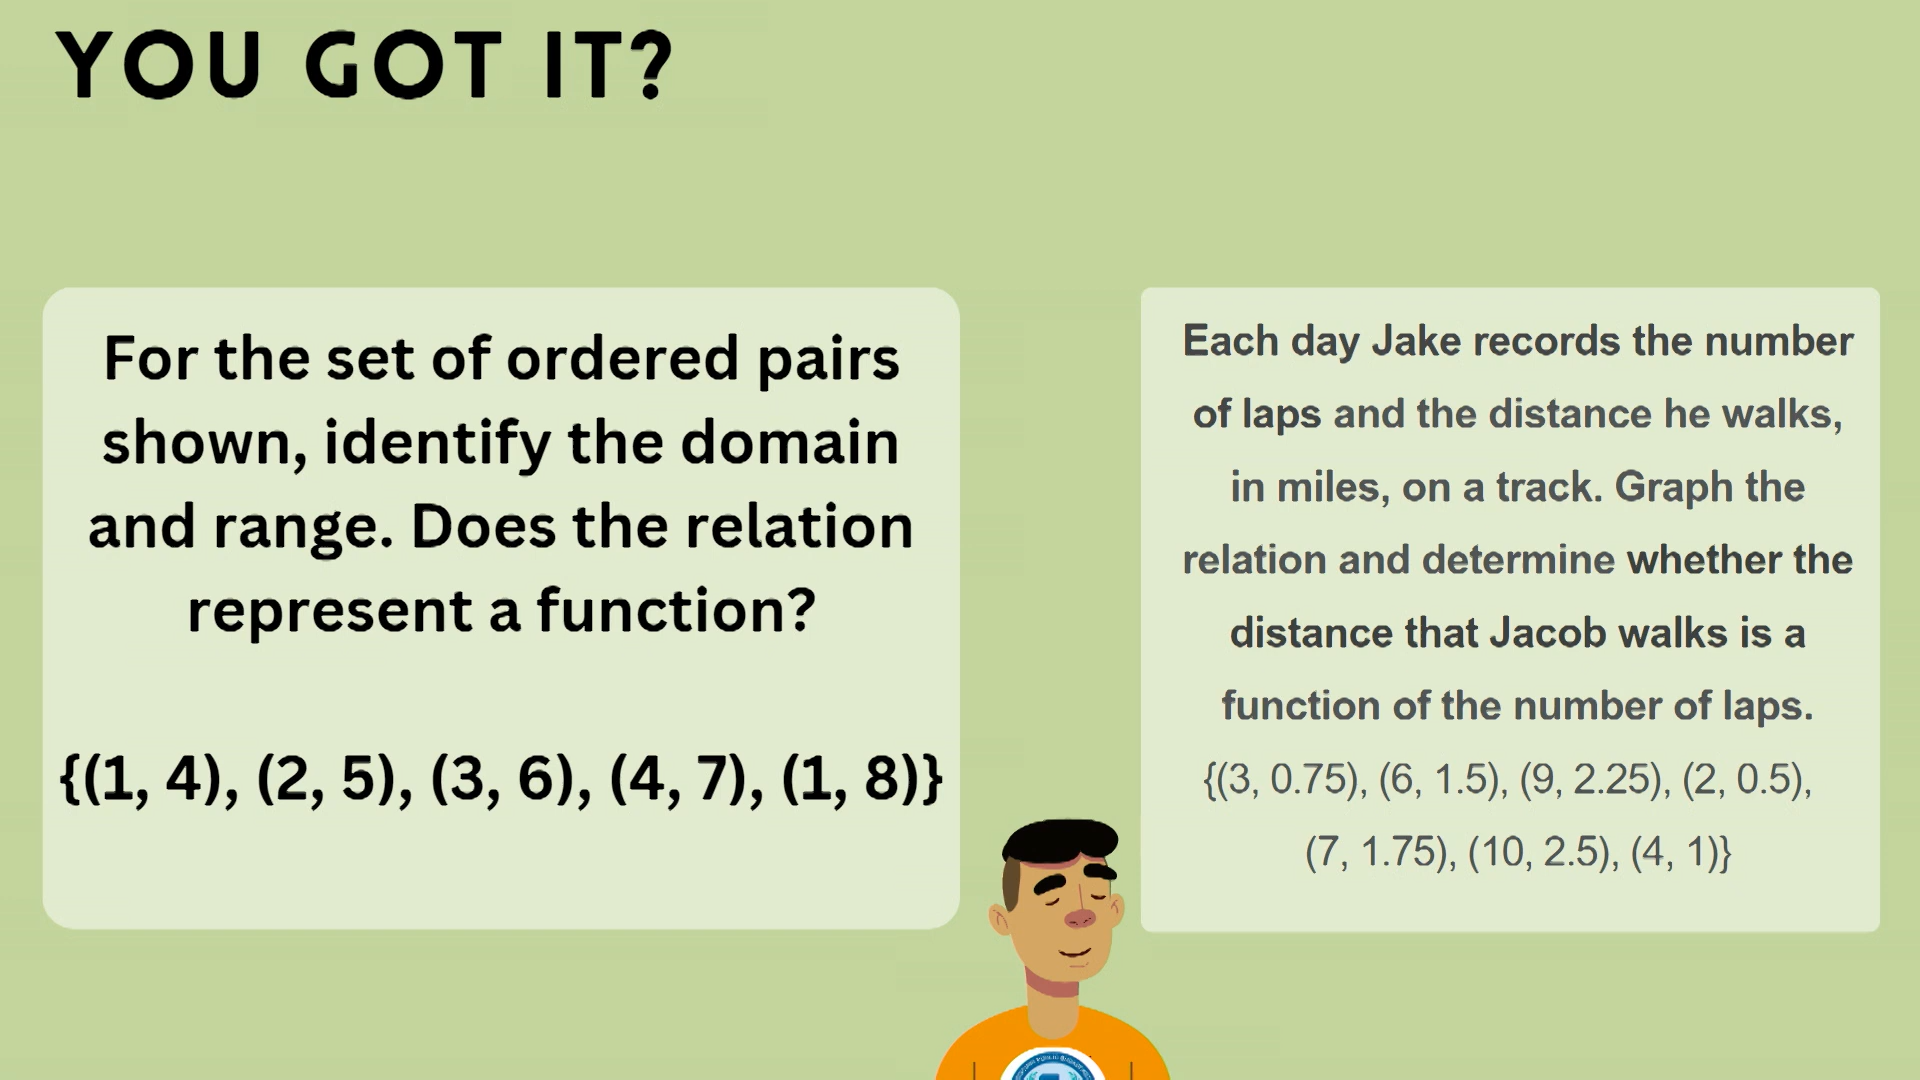 YOU GOT IT?
For the set of ordered pairs
shown, identify the domain
and range. Does the relation
represent a function?
{(1, 4), (2, 5), (3, 6), (4, 7), (1, 8)}
Each day Jake records the number
of laps and the distance he walks,
in miles, on a track. Graph the
relation and determine whether the
distance that Jacob walks is a
function of the number of laps.
{(3, 0.75), (6, 1.5), (9, 2.25), (2, 0.5),
(7, 1.75), (10, 2.5), (4, 1)}